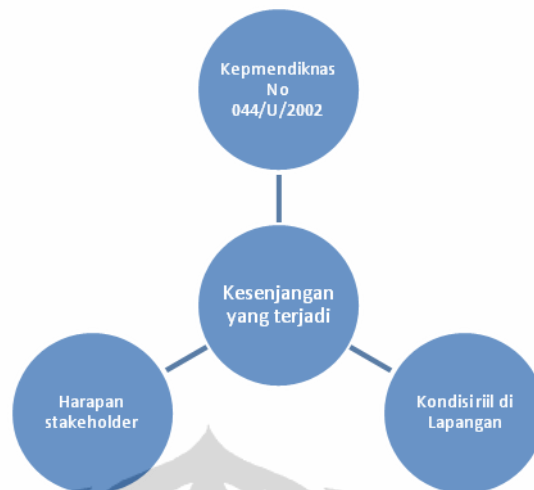 Kepmendiknas
No
044/U/2002
Kesenjangan
yang terjadi
Harapan
stakeholder
Kondisi riil di
Lapangan